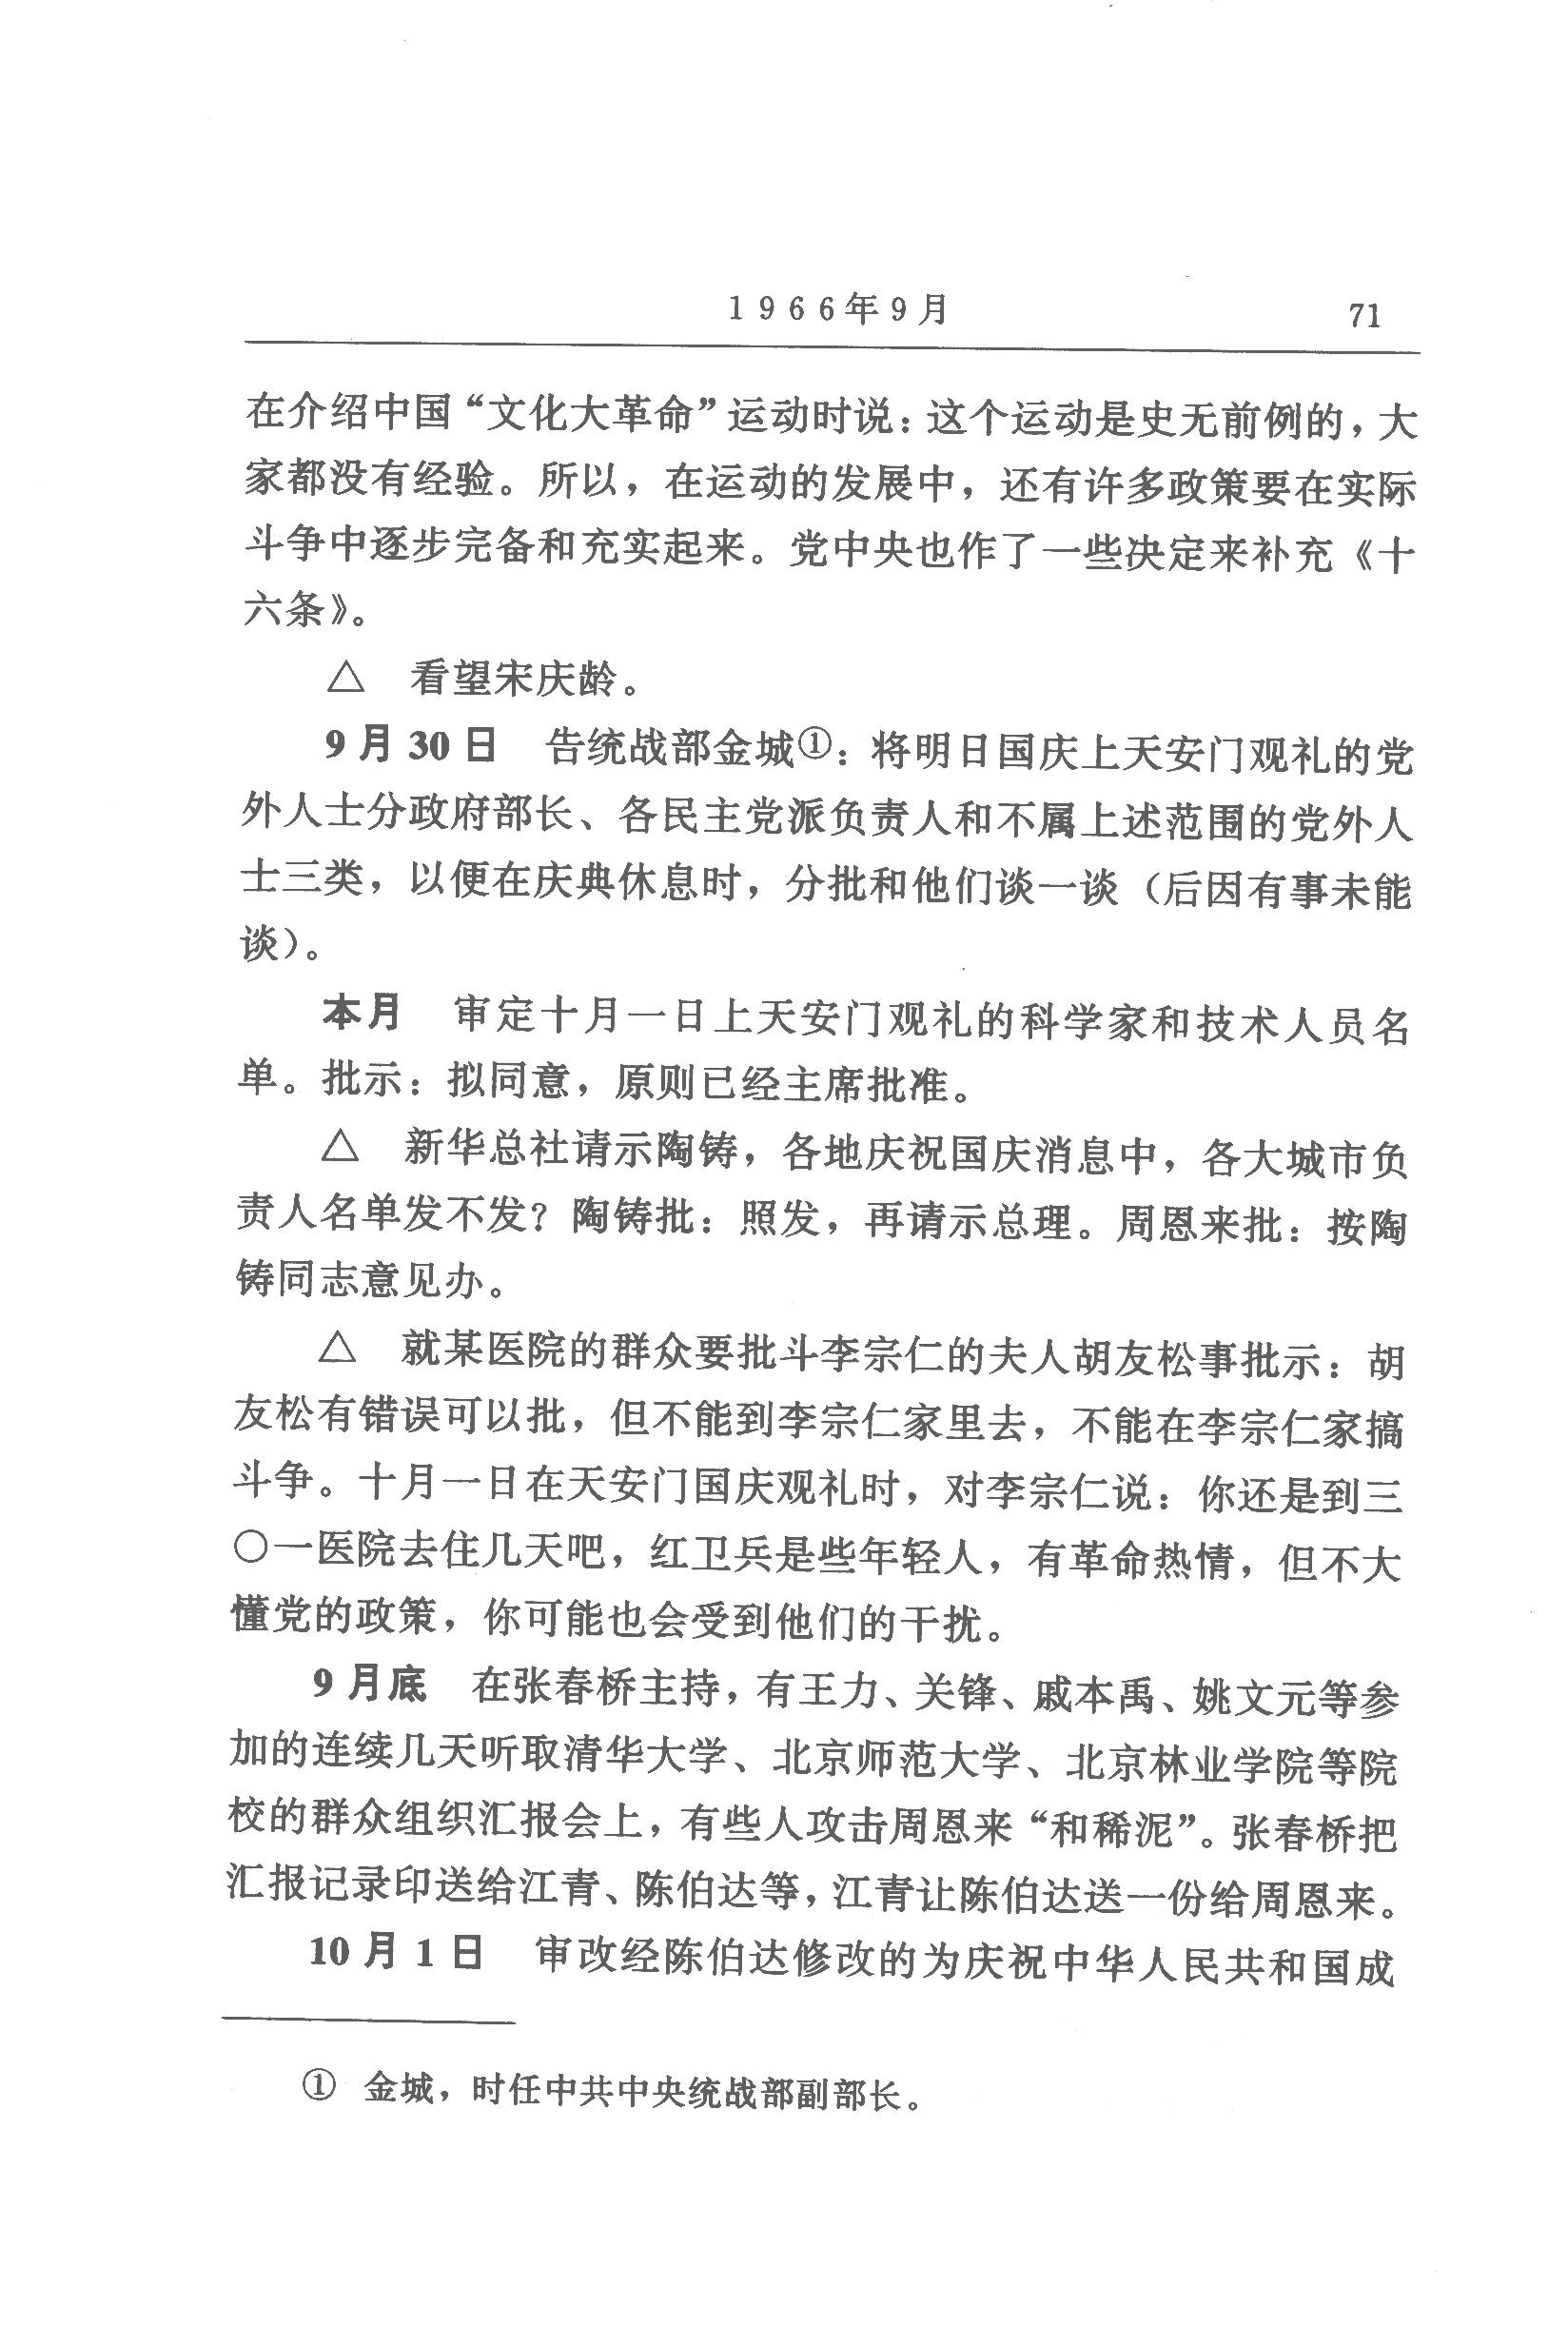 1966年9月
71
在介绍中国“文化大革命”运动时说：这个运动是史无前例的，大
家都没有经验。所以，在运动的发展中，还有许多政策要在实际
斗争中逐步完备和充实起来。党中央也作了一些决定来补充《十
六条》。
△ 看望宋庆龄。
9月30日 告统战部金城①：将明日国庆上天安门观礼的党
外人士分政府部长、各民主党派负责人和不属上述范围的党外人
士三类，以便在庆典休息时，分批和他们谈一谈（后因有事未能
谈）。
本月 审定十月一日上天安门观礼的科学家和技术人员名
单。批示：拟同意，原则已经主席批准。
△ 新华总社请示陶铸，各地庆祝国庆消息中，各大城市负
责人名单发不发？陶铸批：照发，再请示总理。周恩来批：按陶
铸同志意见办。
△ 就某医院的群众要批斗李宗仁的夫人胡友松事批示：胡
友松有错误可以批，但不能到李宗仁家里去，不能在李宗仁家搞
斗争。十月一日在天安门国庆观礼时，对李宗仁说：你还是到三
〇一医院去住几天吧，红卫兵是些年轻人，有革命热情，但不大
懂党的政策，你可能也会受到他们的干扰。
9月底 在张春桥主持，有王力、关锋、戚本禹、姚文元等参
加的连续几天听取清华大学、北京师范大学、北京林业学院等院
校的群众组织汇报会上，有些人攻击周恩来“和稀泥”。张春桥把
汇报记录印送给江青、陈伯达等，江青让陈伯达送一份给周恩来。
10月1日 审改经陈伯达修改的为庆祝中华人民共和国成
① 金城，时任中共中央统战部副部长。